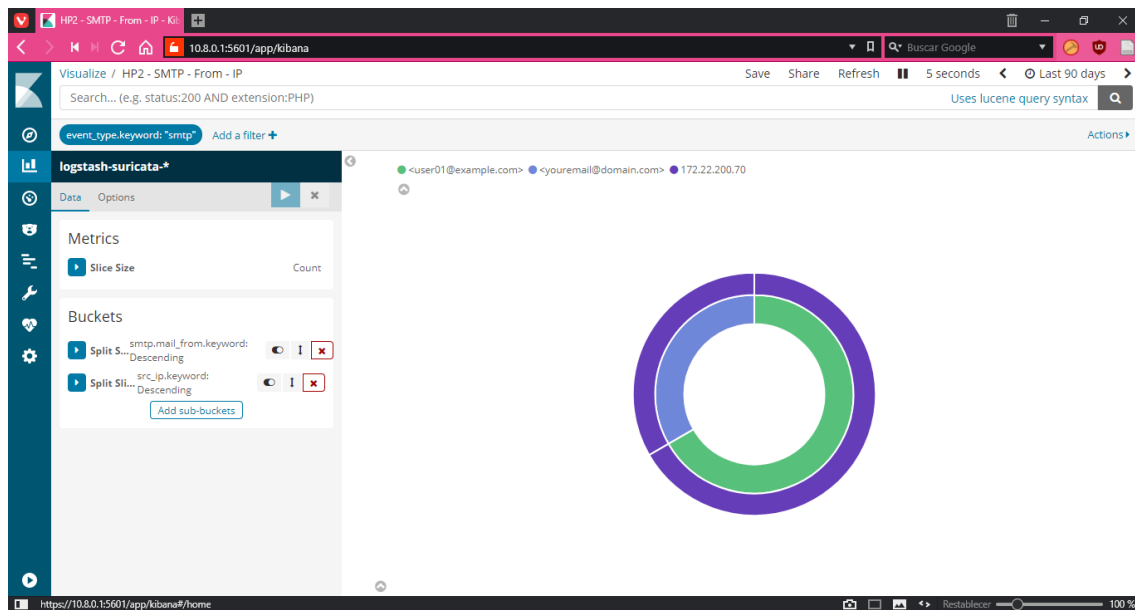 HP2 - SMTP - From - IP - Kib
10.8.0.1:5601/app/kibana
Buscar Google
Visualize / HP2 - SMTP - From - IP
Save Share Refresh 5 seconds Last 90 days
Search... (e.g. status:200 AND extension:PHP)
Uses lucene query syntax
event_type.keyword: "smtp" Add a filter
Actions
logstash-suricata-*
Data Options
<user01@example.com> <youremail@domain.com> 172.22.200.70
Metrics
Slice Size Count
Buckets
Split S... smtp.mail_from.keyword:
Descending
Split Sli... src_ip.keyword:
Descending
Add sub-buckets
https://10.8.0.1:5601/app/kibana#/home
Restablecer 100 %